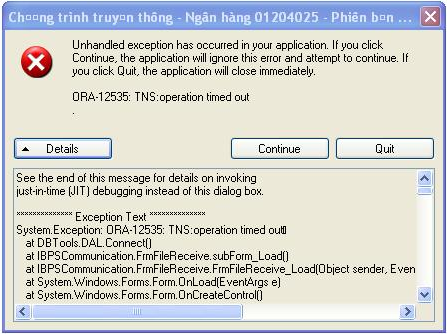 Ch□□ng trình truy□n thông - Ngân hàng 01204025 - Phiên b□n ...
Unhandled exception has occurred in your application. If you click
Continue, the application will ignore this error and attempt to continue. If
you click Quit, the application will close immediately.
ORA-12535: TNS:operation timed out
.
Details
Continue
Quit
See the end of this message for details on invoking
just-in-time (JIT) debugging instead of this dialog box.
************** Exception Text **************
System.Exception: ORA-12535: TNS:operation timed out□
at DBTools.DAL.Connect()
at IBPSCommunication.FrmFileReceive.subForm_Load()
at IBPSCommunication.FrmFileReceive.FrmFileReceive_Load(Object sender, Even
at System.Windows.Forms.Form.OnLoad(EventArgs e)
at System.Windows.Forms.Form.OnCreateControl()